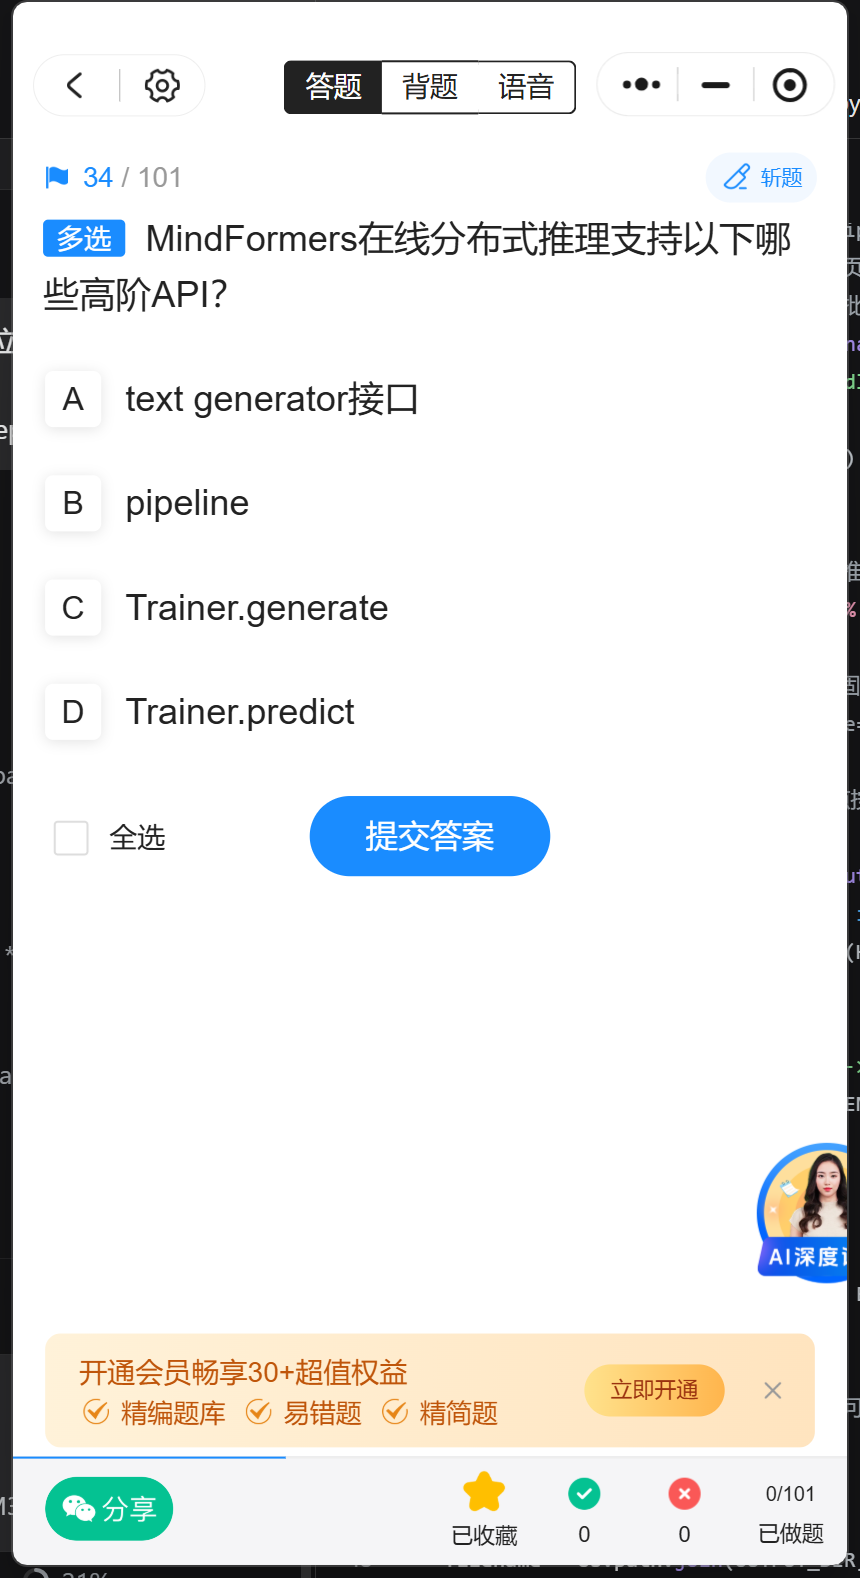 答题 背题 语音
34 / 101
斩题
多选 MindFormers在线分布式推理支持以下哪
些高阶API?
A text generator接口
B pipeline
C Trainer.generate
D Trainer.predict
全选
提交答案
AI深度
开通会员畅享30+超值权益
精编题库 易错题 精简题
立即开通
分享
已收藏
0
0
0/101
已做题